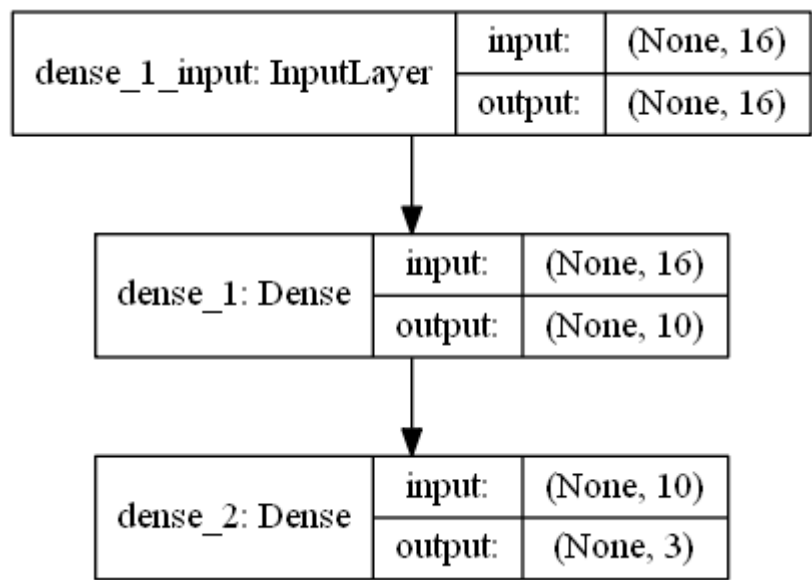 dense_1_input: InputLayer
input: (None, 16)
output: (None, 16)
dense_1: Dense
input: (None, 16)
output: (None, 10)
dense_2: Dense
input: (None, 10)
output: (None, 3)